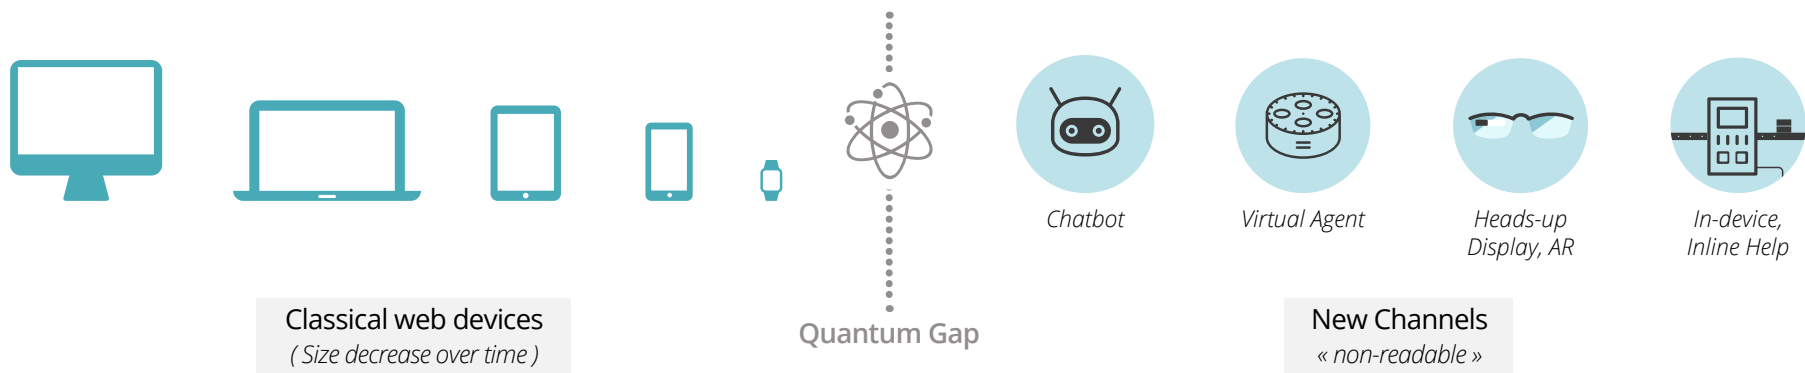 Chatbot
Virtual Agent
Heads-up
Display, AR
In-device,
Inline Help
Classical web devices
( Size decrease over time )
Quantum Gap
New Channels
« non-readable »